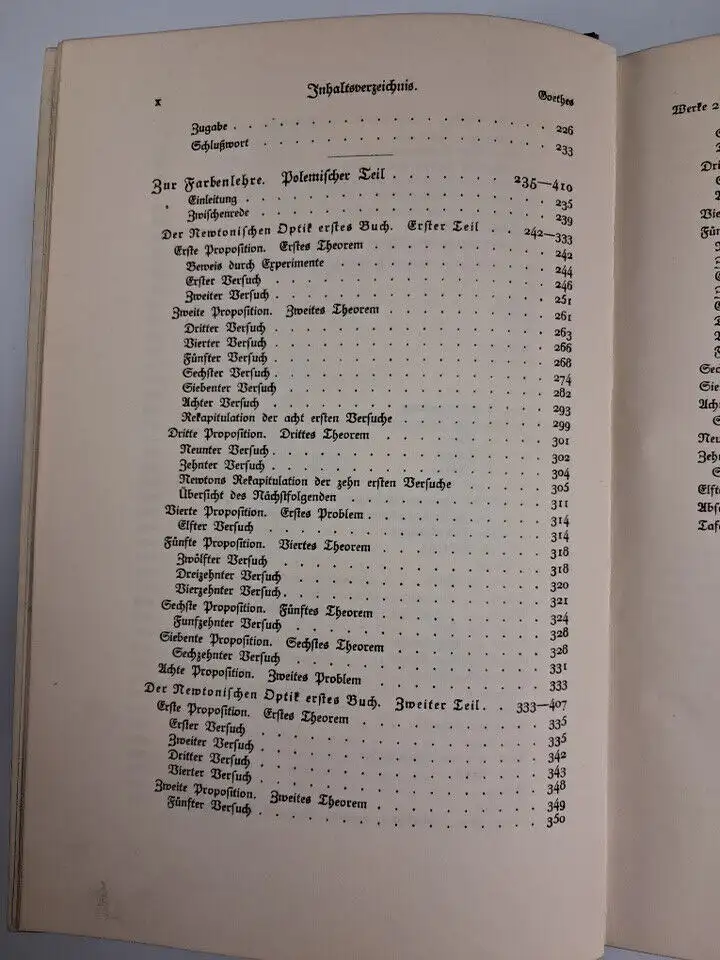 x
Inhaltsverzeichnis.
Goethes
Zugabe . . . . . . . . . . 226
Schlußwort . . . . . . . . . . 233
Zur Farbenlehre. Polemischer Teil . . . . . . 235—410
Einleitung . . . . . . . . . . 235
Zwischenrede . . . . . . . . . . 239
Der Newtonischen Optik erstes Buch. Erster Teil . . 242—333
Erste Proposition. Erstes Theorem . . . . . . . . 242
Beweis durch Experimente . . . . . . . . 244
Erster Versuch . . . . . . . . . . 246
Zweiter Versuch . . . . . . . . . . 251
Zweite Proposition. Zweites Theorem . . . . . . . . 261
Dritter Versuch . . . . . . . . . . 263
Vierter Versuch . . . . . . . . . . 266
Fünfter Versuch . . . . . . . . . . 268
Sechster Versuch . . . . . . . . . . 274
Siebenter Versuch . . . . . . . . . . 282
Achter Versuch . . . . . . . . . . 293
Rekapitulation der acht ersten Versuche . . . . . . . . 299
Dritte Proposition. Drittes Theorem . . . . . . . . 301
Neunter Versuch . . . . . . . . . . 302
Zehnter Versuch . . . . . . . . . . 304
Newtons Rekapitulation der zehn ersten Versuche . . . . . . 305
Übersicht des Nächstfolgenden . . . . . . . . 311
Vierte Proposition. Erstes Problem . . . . . . . . 314
Elfter Versuch . . . . . . . . . . 314
Fünfte Proposition. Viertes Theorem . . . . . . . . 318
Zwölfter Versuch . . . . . . . . . . 318
Dreizehnter Versuch . . . . . . . . . . 320
Vierzehnter Versuch . . . . . . . . . . 321
Sechste Proposition. Fünftes Theorem . . . . . . . . 324
Funfzehnter Versuch . . . . . . . . . . 328
Siebente Proposition. Sechstes Theorem . . . . . . . . 328
Sechzehnter Versuch . . . . . . . . . . 331
Achte Proposition. Zweites Problem . . . . . . . . 333
Der Newtonischen Optik erstes Buch. Zweiter Teil . . 333—407
Erste Proposition. Erstes Theorem . . . . . . . . 335
Erster Versuch . . . . . . . . . . 335
Zweiter Versuch . . . . . . . . . . 342
Dritter Versuch . . . . . . . . . . 343
Vierter Versuch . . . . . . . . . . 348
Zweite Proposition. Zweites Theorem . . . . . . . . 349
Fünfter Versuch . . . . . . . . . . 350
Werke 2